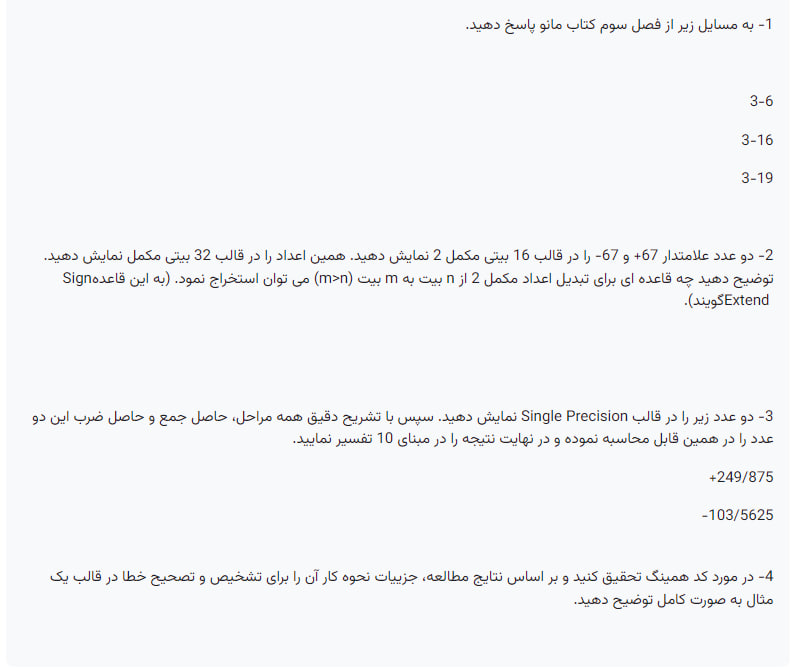 1- به مسایل زیر از فصل سوم کتاب مانو پاسخ دهید.
3-6
3-16
3-19
2- دو عدد علامتدار 67+ و 67- را در قالب 16 بیتی مکمل 2 نمایش دهید. همین اعداد را در قالب 32 بیتی مکمل نمایش دهید.
توضیح دهید چه قاعده ای برای تبدیل اعداد مکمل 2 از n بیت به m بیت (m>n) می توان استخراج نمود. (به این قاعدهSign
Extendگویند).
3- دو عدد زیر را در قالب Single Precision نمایش دهید. سپس با تشریح دقیق همه مراحل، حاصل جمع و حاصل ضرب این دو
عدد را در همین قالب محاسبه نموده و در نهایت نتیجه را در مبنای 10 تفسیر نمایید.
+249/875
-103/5625
4- در مورد کد همینگ تحقیق کنید و بر اساس نتایج مطالعه، جزییات نحوه کار آن را برای تشخیص و تصحیح خطا در قالب یک
مثال به صورت کامل توضیح دهید.